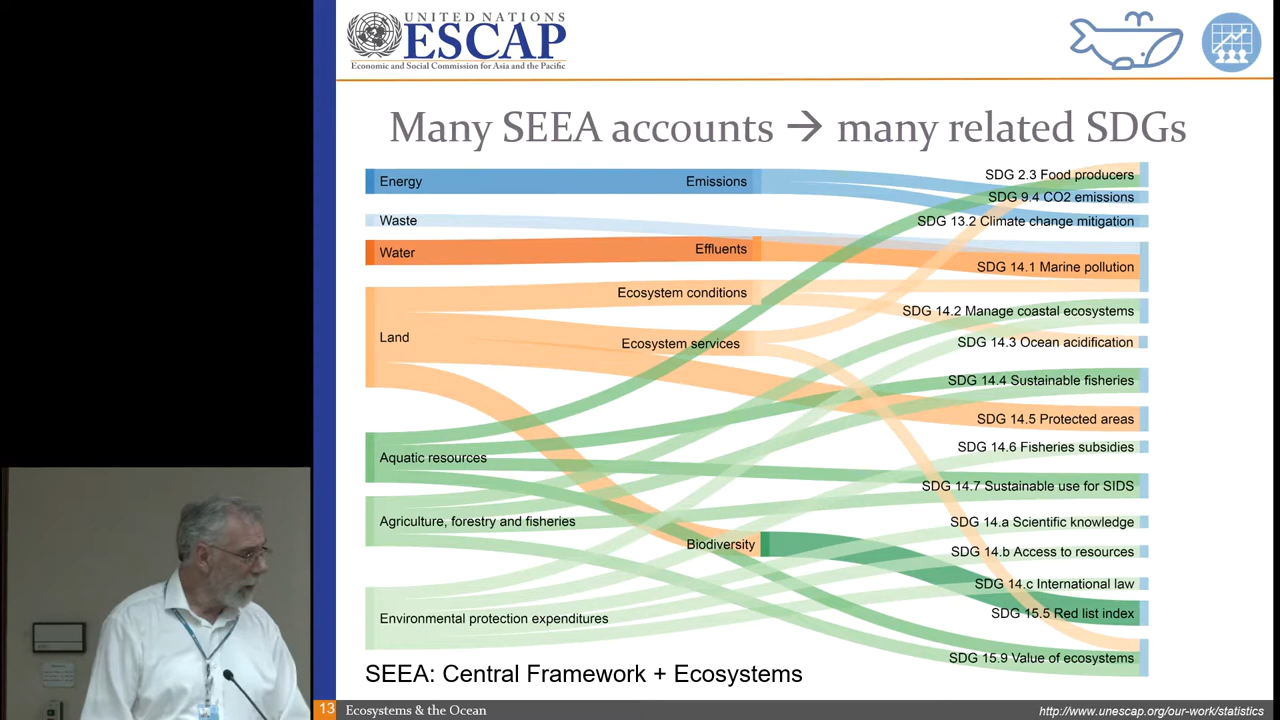 UNITED NATIONS
ESCAP
Economic and Social Commission for Asia and the Pacific
Many SEEA accounts → many related SDGs
Energy
Emissions
SDG 2.3 Food producers
SDG 9.4 CO2 emissions
Waste
SDG 13.2 Climate change mitigation
Water
Effluents
SDG 14.1 Marine pollution
Ecosystem conditions
SDG 14.2 Manage coastal ecosystems
Land
Ecosystem services
SDG 14.3 Ocean acidification
SDG 14.4 Sustainable fisheries
SDG 14.5 Protected areas
SDG 14.6 Fisheries subsidies
Aquatic resources
SDG 14.7 Sustainable use for SIDS
Agriculture, forestry and fisheries
SDG 14.a Scientific knowledge
Biodiversity
SDG 14.b Access to resources
SDG 14.c International law
Environmental protection expenditures
SDG 15.5 Red list index
SDG 15.9 Value of ecosystems
SEEA: Central Framework + Ecosystems
13 Ecosystems & the Ocean
http://www.unescap.org/our-work/statistics